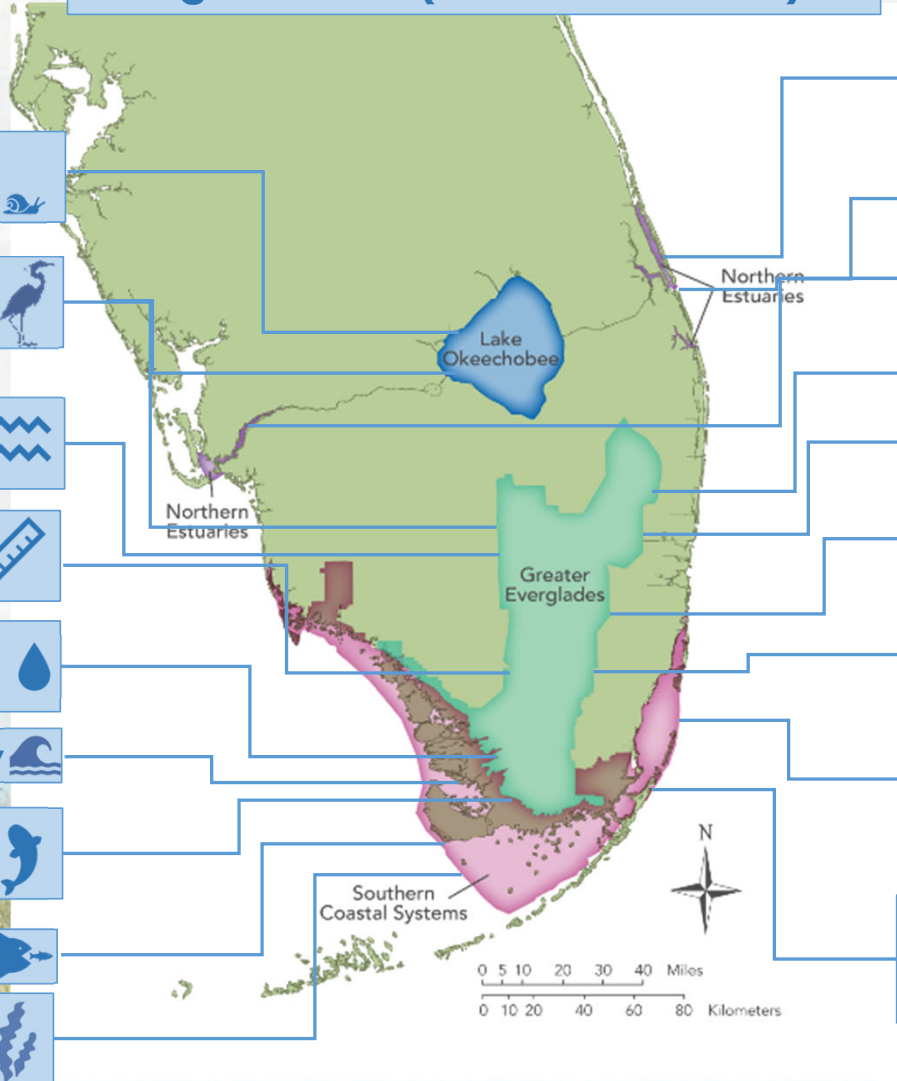 Northern
Estuaries
Lake
Okeechobee
Northern
Estuaries
Greater
Everglades
N
Southern
Coastal Systems
0 5 10 20 30 40 Miles
0 10 20 40 60 80 Kilometers